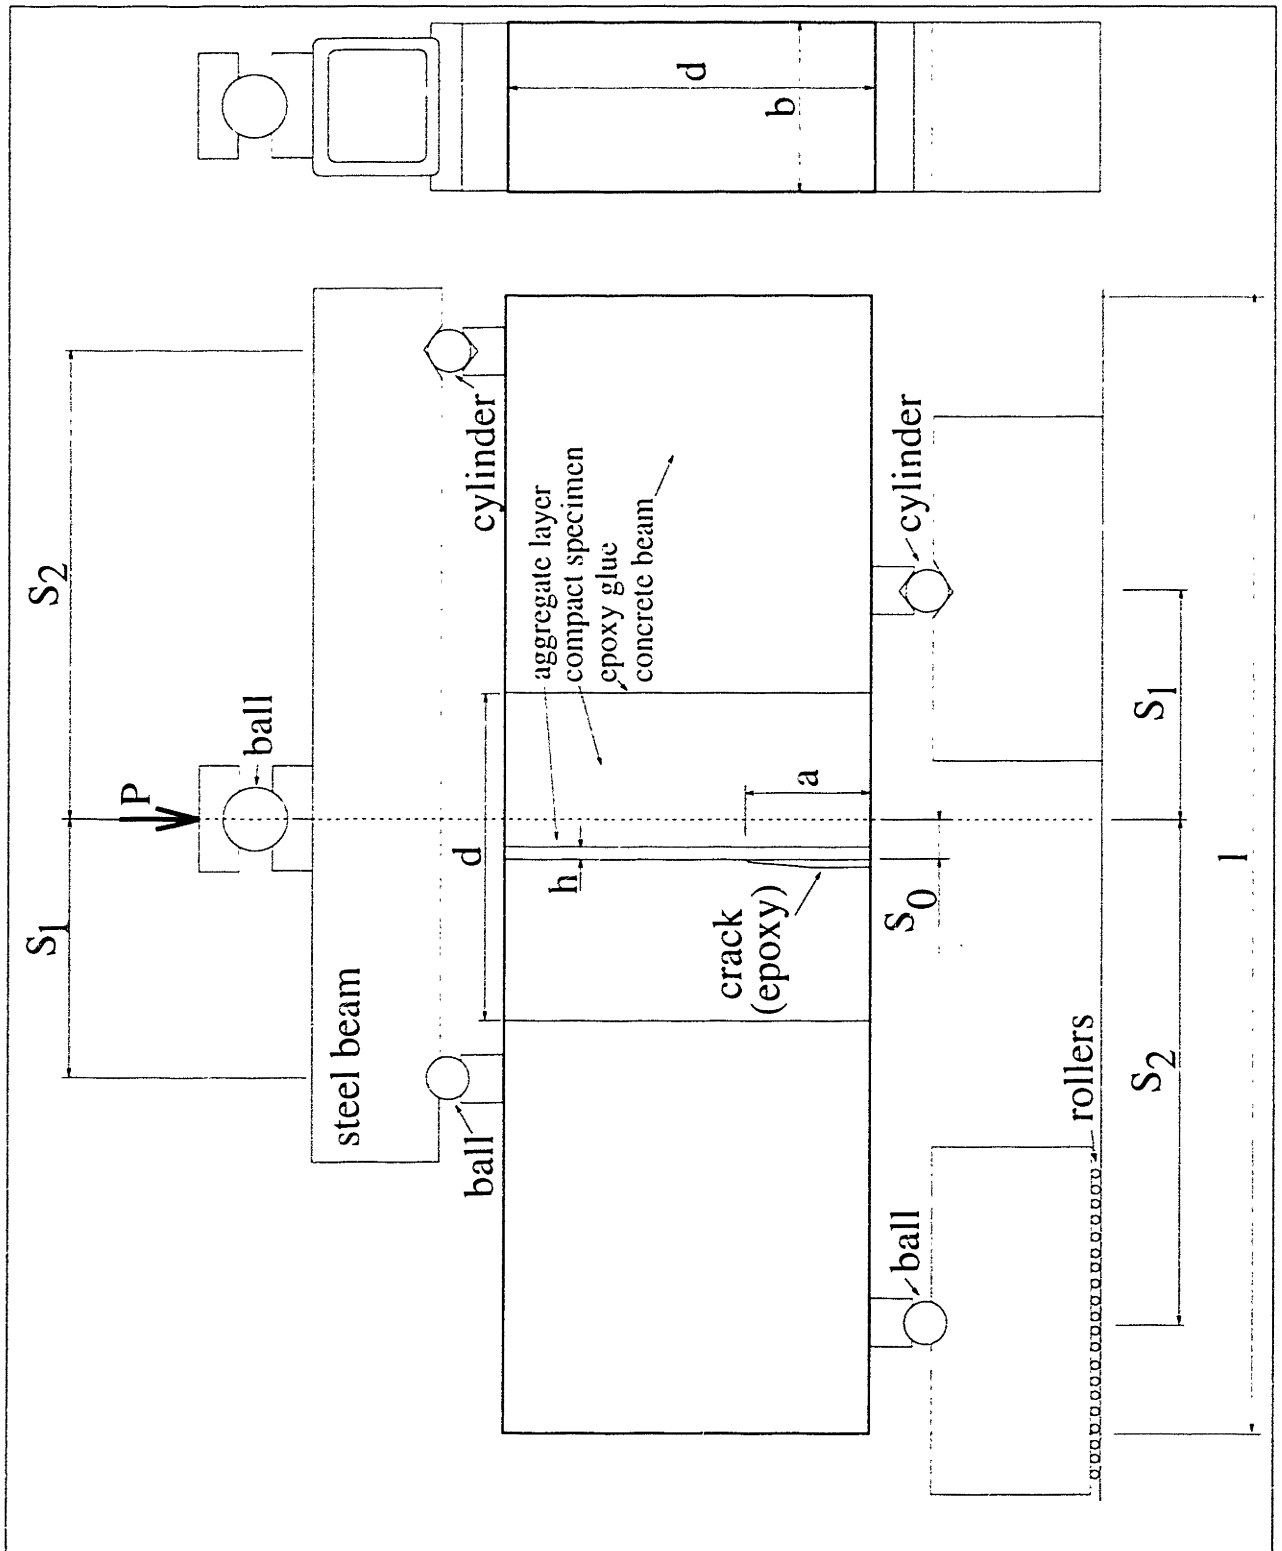 S1
S2
P
ball
steel beam
ball
cylinder
d
aggregate layer
compact specimen
epoxy glue
concrete beam
h
crack
(epoxy)
a
S0
ball
cylinder
rollers
S2
S1
l
d
b